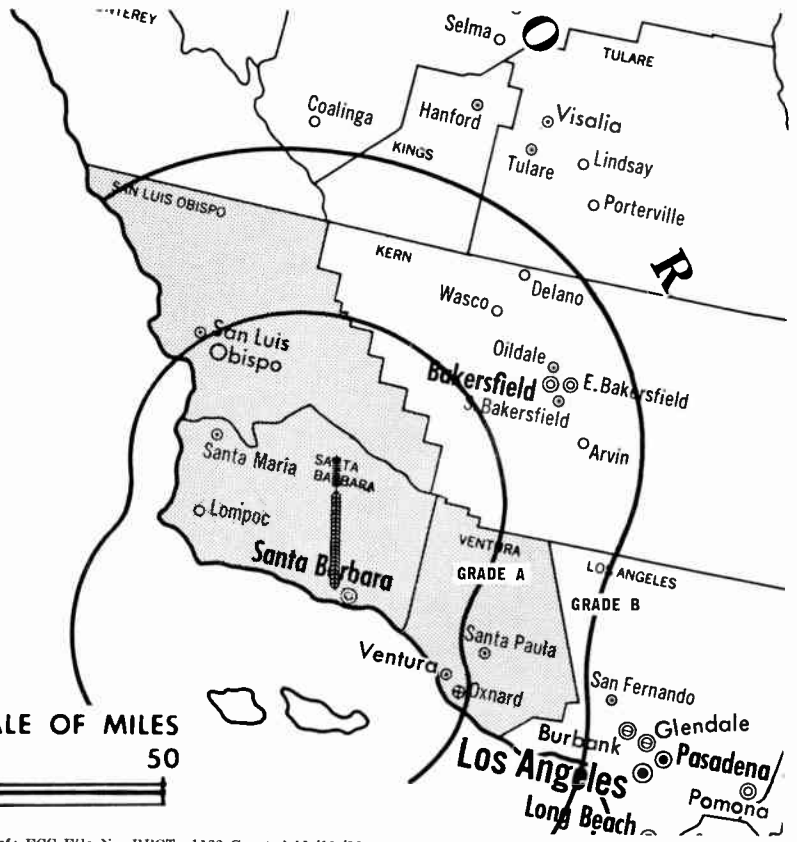 Selma
O
TULARE
Coalinga
Hanford
Visalia
KINGS
Tulare
Lindsay
Porterville
SAN LUIS OBISPO
KERN
R
Delano
Wasco
San Luis
Obispo
Oildale
Bakersfield
E. Bakersfield
S. Bakersfield
Arvin
Santa Maria
SANTA
BARBARA
Lompoc
Santa Barbara
VENTURA
GRADE A
LOS ANGELES
GRADE B
Santa Paula
Ventura
Oxnard
San Fernando
Glendale
Burbank
Pasadena
Los Angeles
Pomona
Long Beach
ALE OF MILES
50